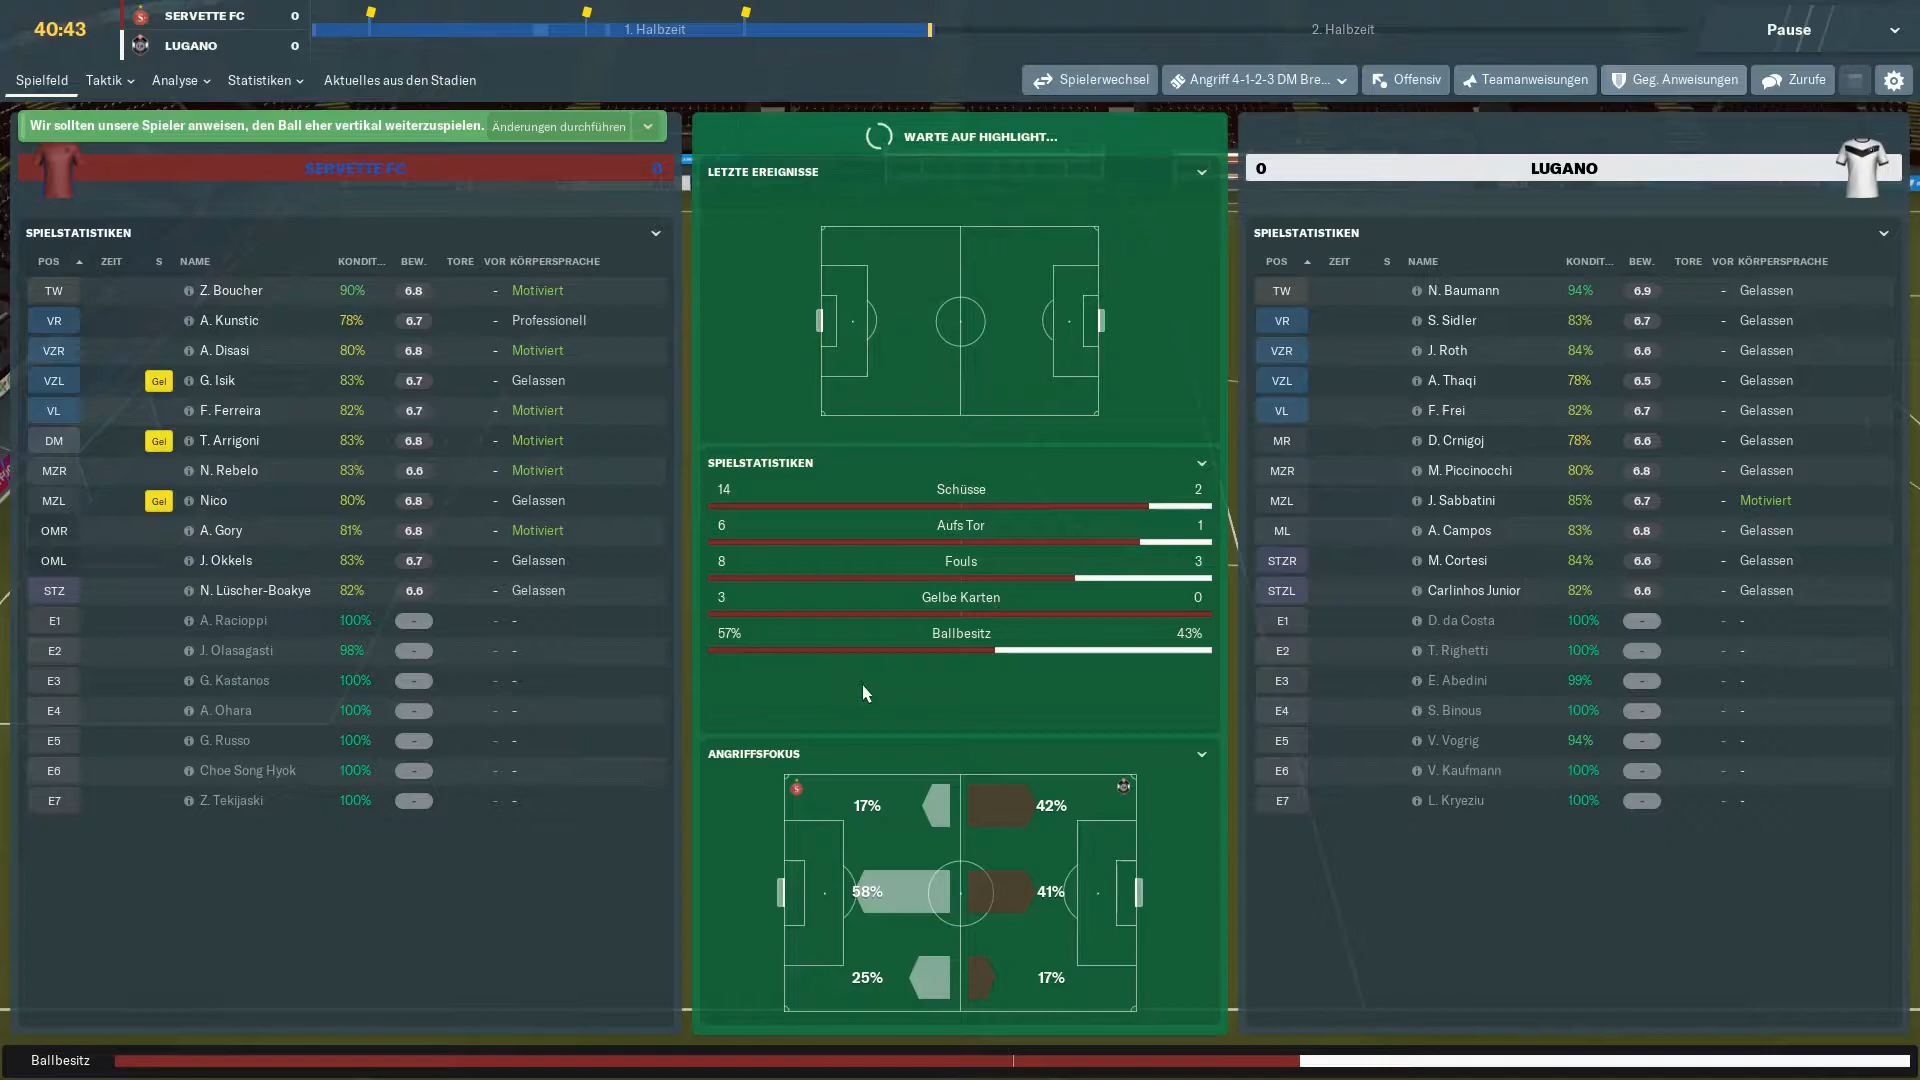 40:43
SERVETTE FC 0
LUGANO 0
1. Halbzeit
2. Halbzeit
Pause
Spielfeld Taktik Analyse Statistiken Aktuelles aus den Stadien
Spielerwechsel Angriff 4-1-2-3 DM Bre... Offensiv Teamanweisungen Geg. Anweisungen Zurufe
Wir sollten unsere Spieler anweisen, den Ball eher vertikal weiterzuspielen. Änderungen durchführen
SERVETTE FC 0
SPIELSTATISTIKEN
POS ZEIT S NAME KONDIT... BEW. TORE VOR KÖRPERSPRACHE
TW Z. Boucher 90% 6.8 - Motiviert
VR A. Kunstic 78% 6.7 - Professionell
VZR A. Disasi 80% 6.8 - Motiviert
VZL Gel G. Isik 83% 6.7 - Gelassen
VL F. Ferreira 82% 6.7 - Motiviert
DM Gel T. Arrigoni 83% 6.8 - Motiviert
MZR N. Rebelo 83% 6.6 - Motiviert
MZL Gel Nico 80% 6.8 - Gelassen
OMR A. Gory 81% 6.8 - Motiviert
OML J. Okkels 83% 6.7 - Gelassen
STZ N. Lüscher-Boakye 82% 6.6 - Gelassen
E1 A. Racioppi 100% - - -
E2 J. Olasagasti 98% - - -
E3 G. Kastanos 100% - - -
E4 A. Ohara 100% - - -
E5 G. Russo 100% - - -
E6 Choe Song Hyok 100% - - -
E7 Z. Tekijaski 100% - - -
WARTE AUF HIGHLIGHT...
LETZTE EREIGNISSE
SPIELSTATISTIKEN
14 Schüsse 2
6 Aufs Tor 1
8 Fouls 3
3 Gelbe Karten 0
57% Ballbesitz 43%
ANGRIFFSFOKUS
17% 42%
58% 41%
25% 17%
0 LUGANO
SPIELSTATISTIKEN
POS ZEIT S NAME KONDIT... BEW. TORE VOR KÖRPERSPRACHE
TW N. Baumann 94% 6.9 - Gelassen
VR S. Sidler 83% 6.7 - Gelassen
VZR J. Roth 84% 6.6 - Gelassen
VZL A. Thaqi 78% 6.5 - Gelassen
VL F. Frei 82% 6.7 - Gelassen
MR D. Crnigoj 78% 6.6 - Gelassen
MZR M. Piccinocchi 80% 6.8 - Gelassen
MZL J. Sabbatini 85% 6.7 - Motiviert
ML A. Campos 83% 6.8 - Gelassen
STZR M. Cortesi 84% 6.6 - Gelassen
STZL Carlinhos Junior 82% 6.6 - Gelassen
E1 D. da Costa 100% - - -
E2 T. Righetti 100% - - -
E3 E. Abedini 99% - - -
E4 S. Binous 100% - - -
E5 V. Vogrig 94% - - -
E6 V. Kaufmann 100% - - -
E7 L. Kryeziu 100% - - -
Ballbesitz